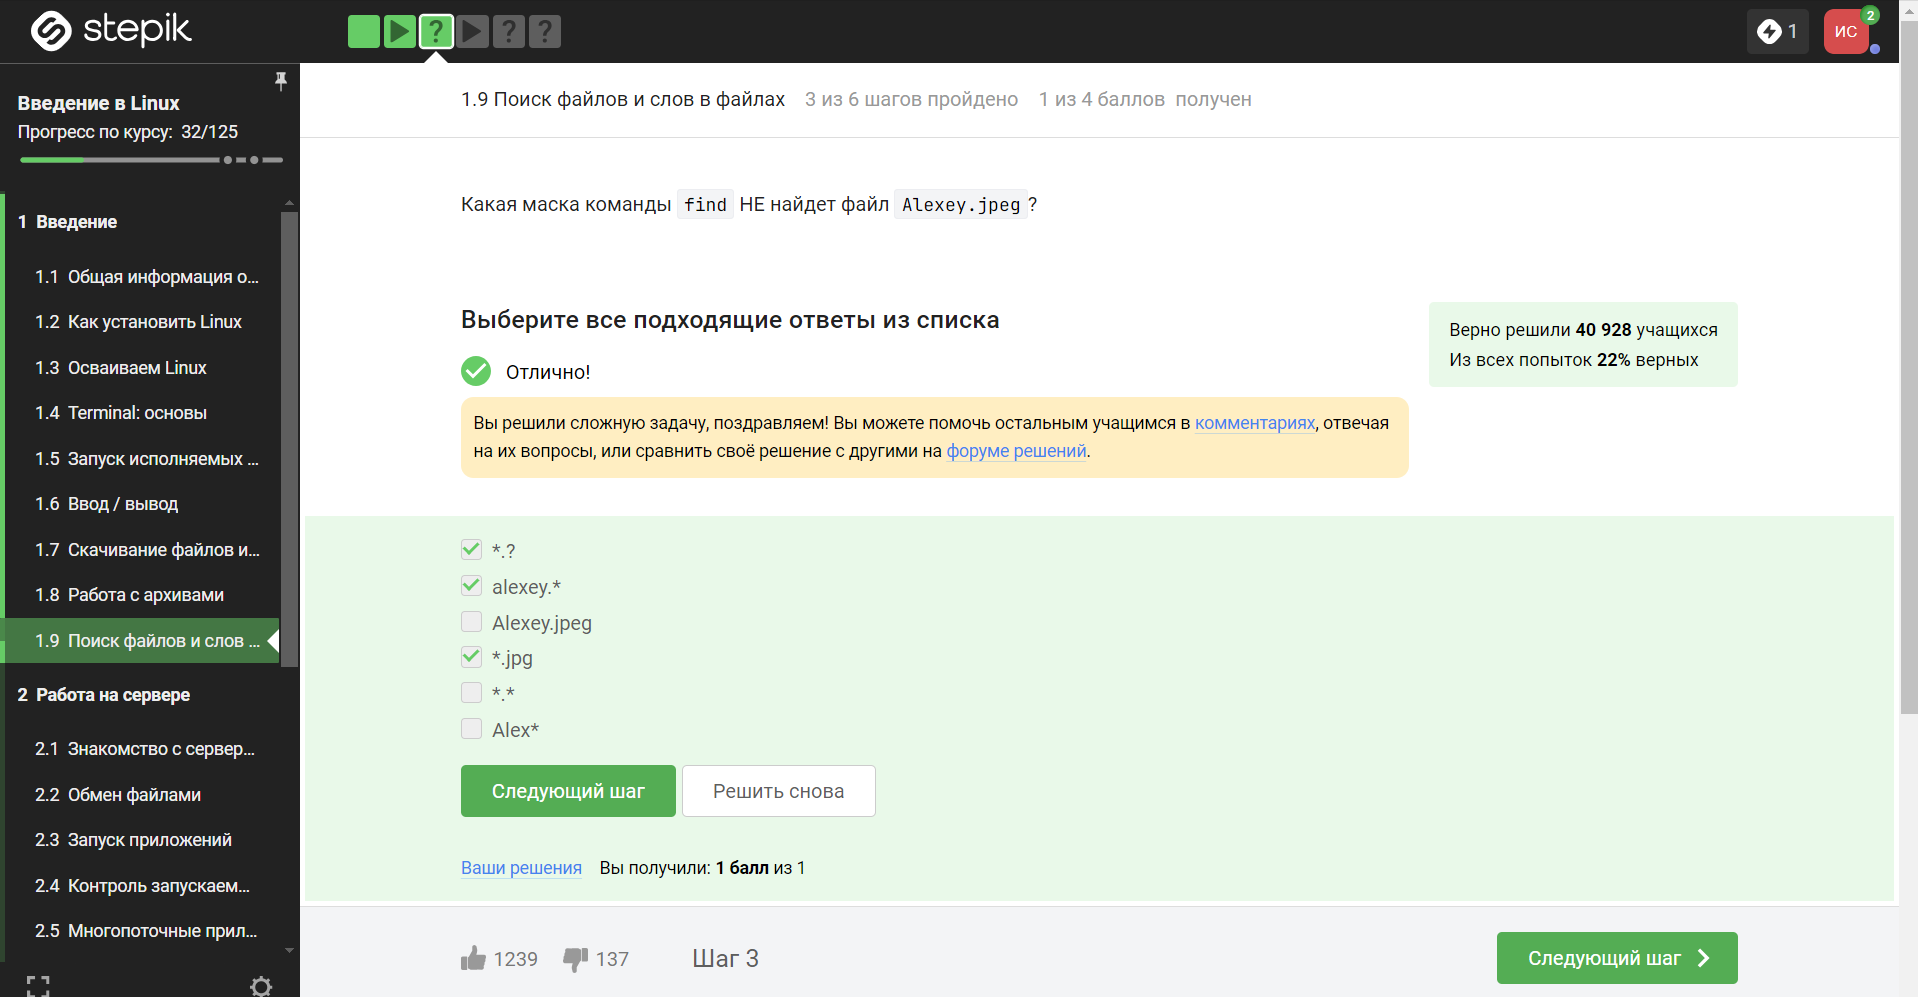 stepik
? ? ?
1
ИС
2
Введение в Linux
Прогресс по курсу: 32/125
1 Введение
1.1 Общая информация о...
1.2 Как установить Linux
1.3 Осваиваем Linux
1.4 Terminal: основы
1.5 Запуск исполняемых ...
1.6 Ввод / вывод
1.7 Скачивание файлов и...
1.8 Работа с архивами
1.9 Поиск файлов и слов ...
2 Работа на сервере
2.1 Знакомство с сервер...
2.2 Обмен файлами
2.3 Запуск приложений
2.4 Контроль запускаем...
2.5 Многопоточные прил...
1.9 Поиск файлов и слов в файлах 3 из 6 шагов пройдено 1 из 4 баллов получен
Какая маска команды find НЕ найдет файл Alexey.jpeg?
Выберите все подходящие ответы из списка
Отлично!
Верно решили 40 928 учащихся
Из всех попыток 22% верных
Вы решили сложную задачу, поздравляем! Вы можете помочь остальным учащимся в комментариях, отвечая
на их вопросы, или сравнить своё решение с другими на форуме решений.
*.?
alexey.*
Alexey.jpeg
*.jpg
*.*
Alex*
Следующий шаг Решить снова
Ваши решения Вы получили: 1 балл из 1
1239 137 Шаг 3
Следующий шаг